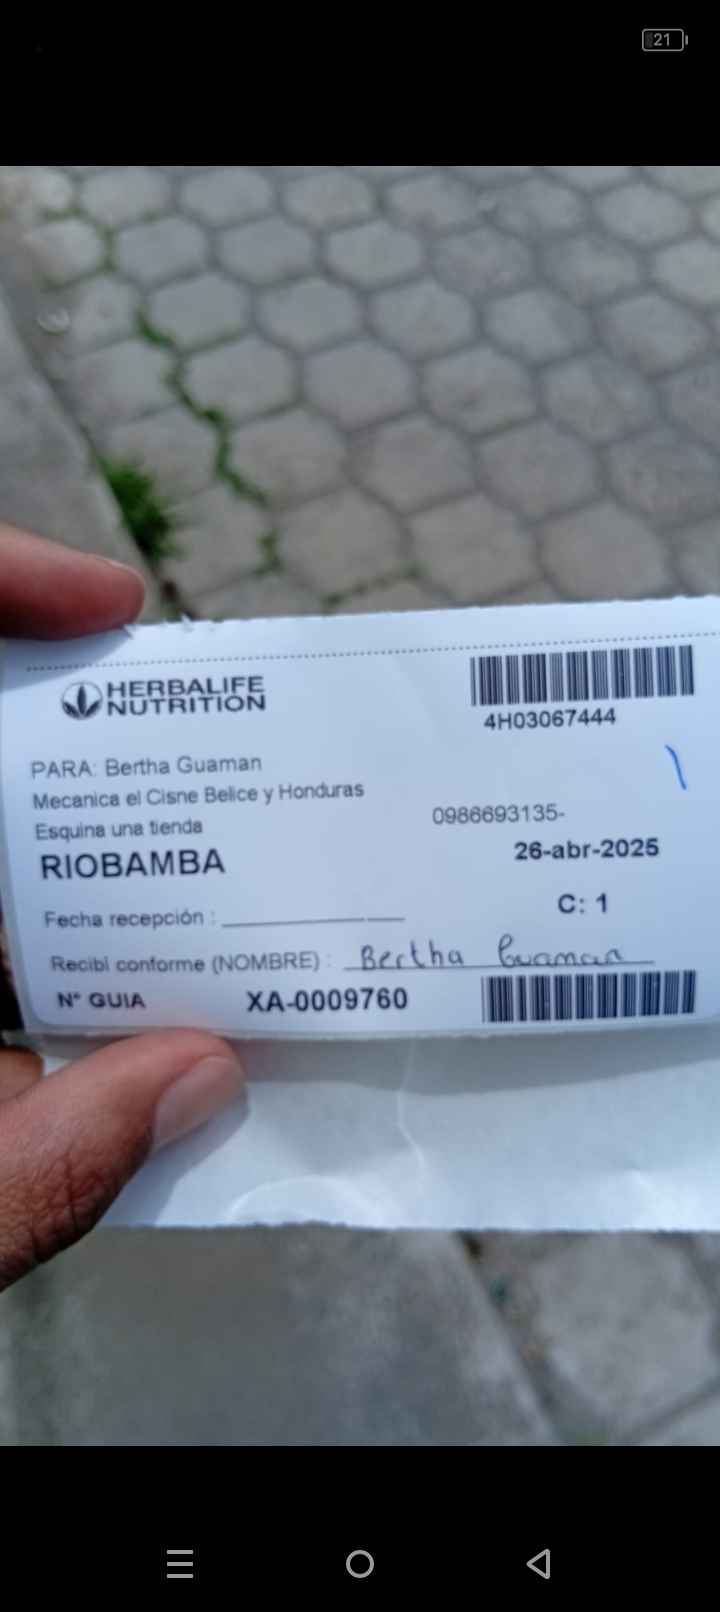 21
HERBALIFE
NUTRITION
4H03067444
PARA: Bertha Guaman
Mecanica el Cisne Belice y Honduras
Esquina una tienda
0986693135-
RIOBAMBA
26-abr-2025
Fecha recepción :
C: 1
Recibí conforme (NOMBRE) : Bertha Guaman
N° GUIA XA-0009760